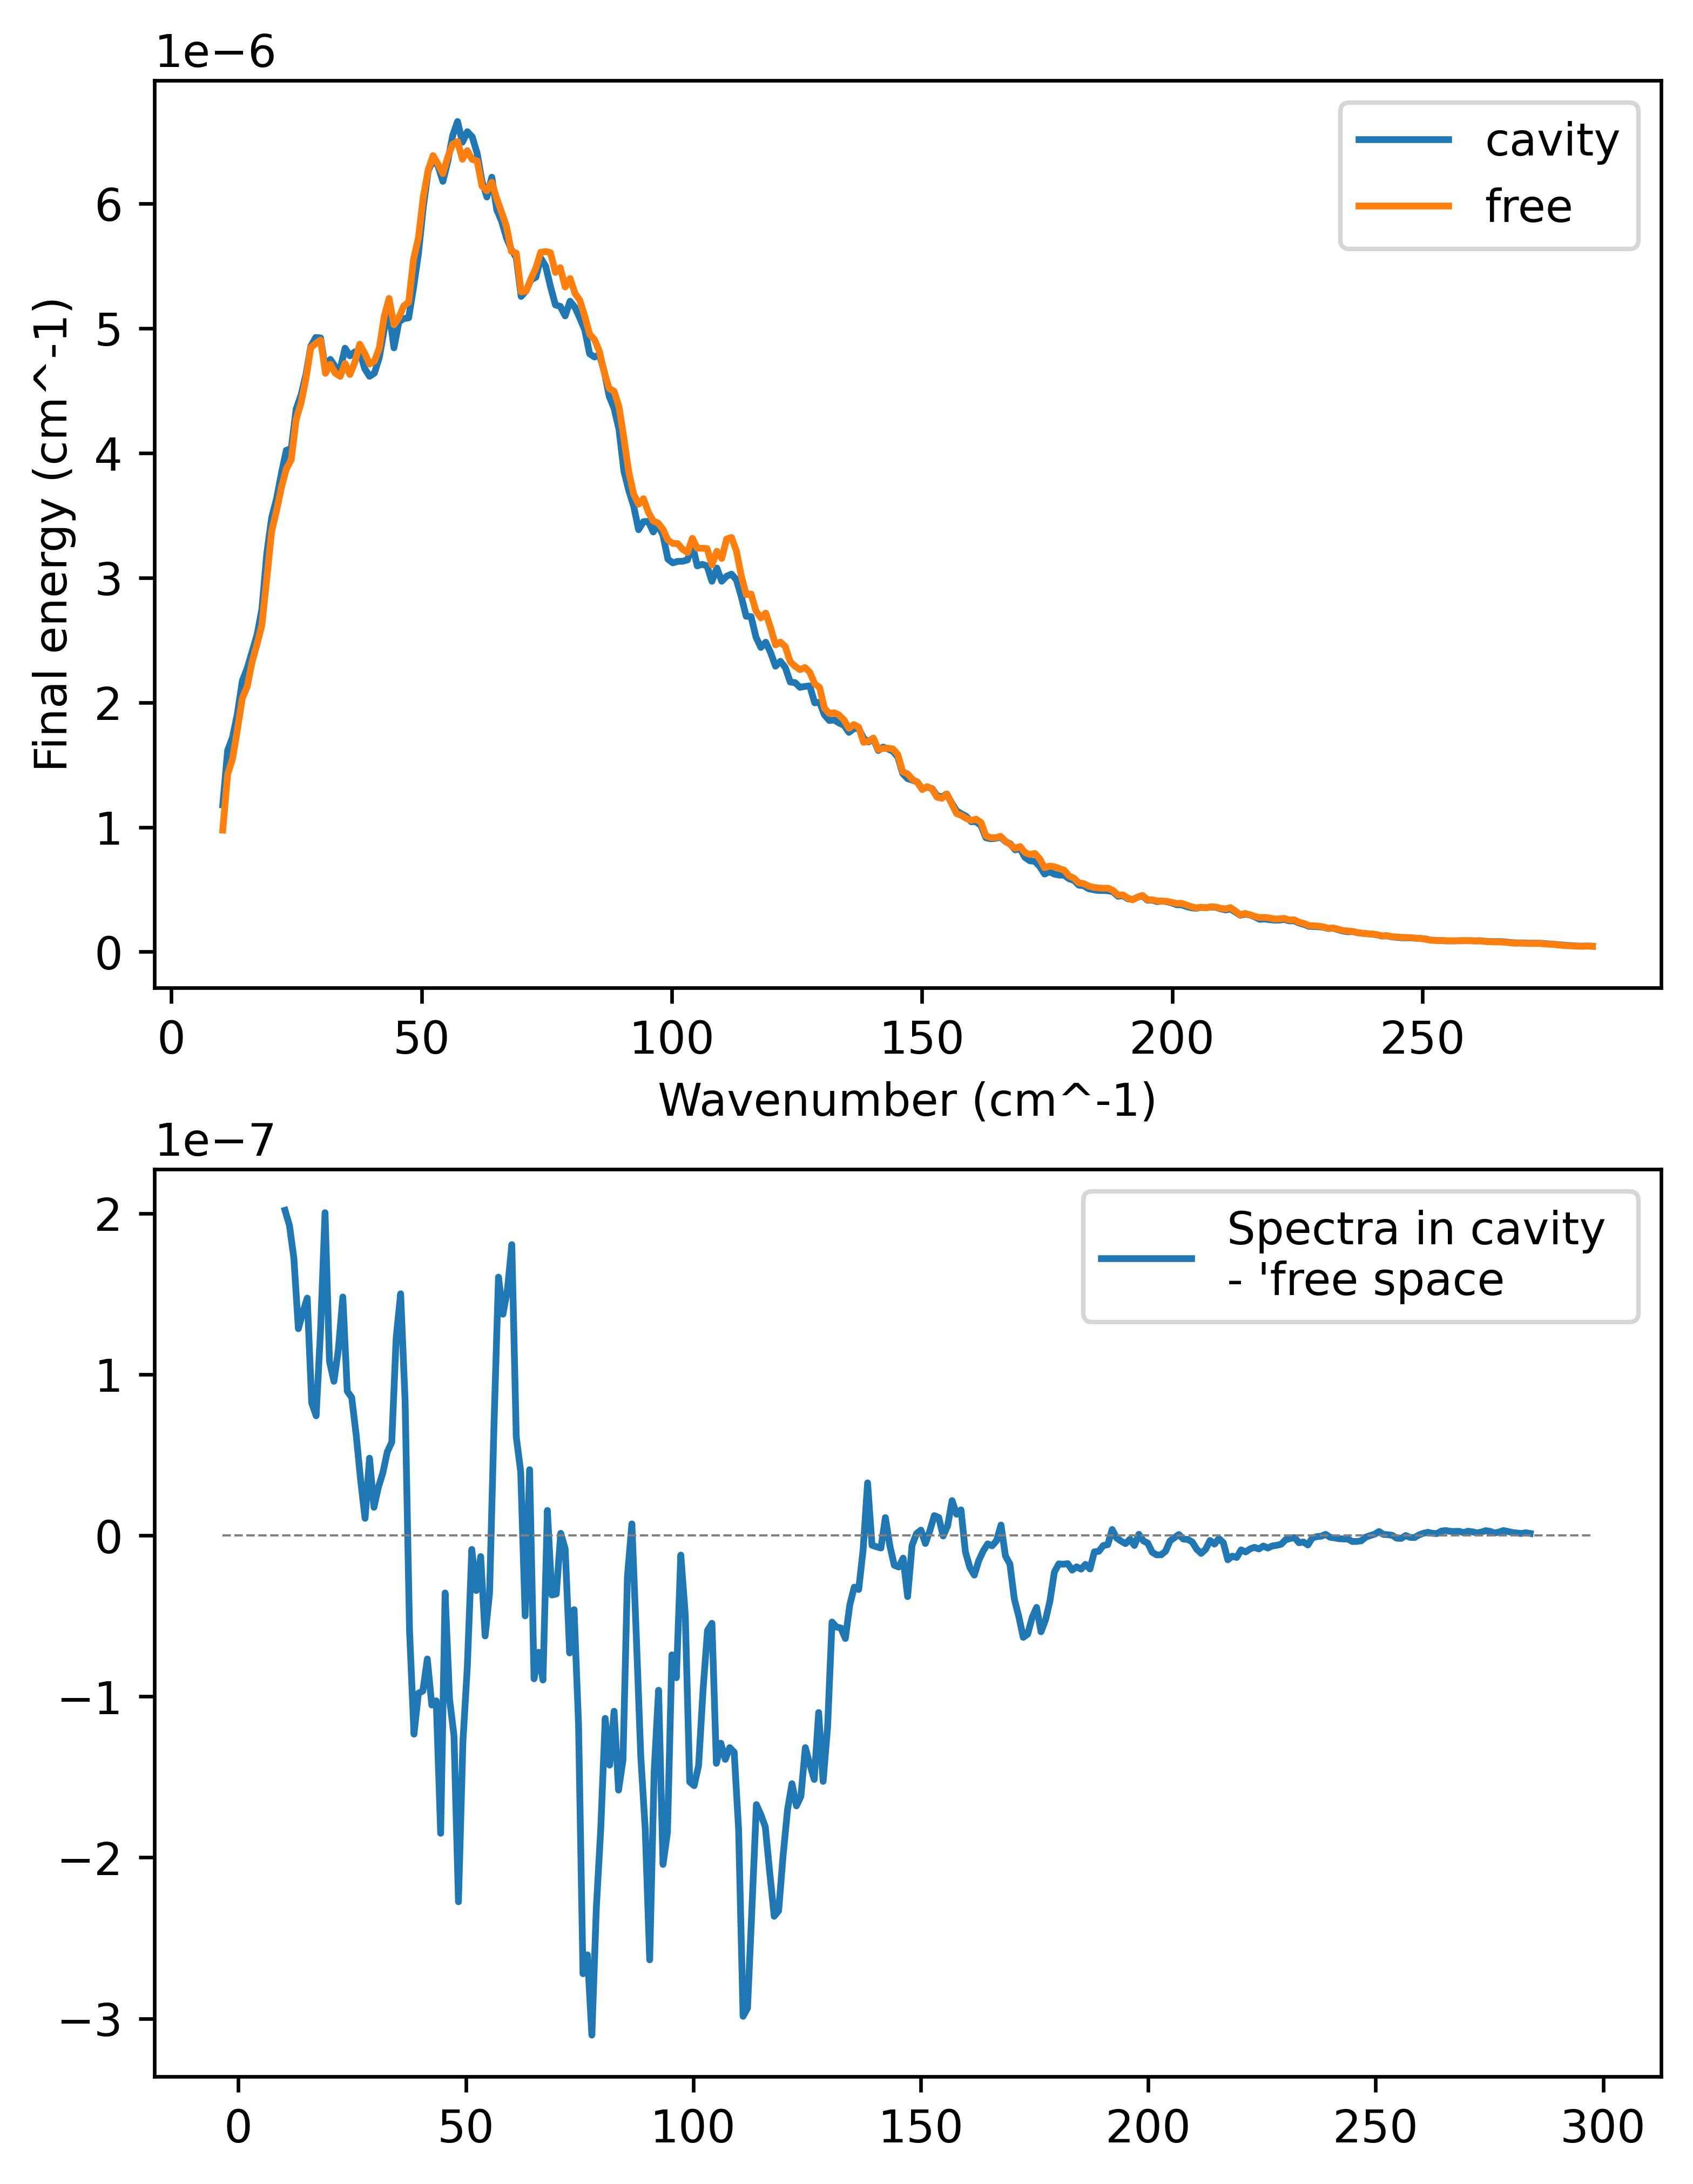 1e−6
cavity
free
6
5
4
3
2
1
0
Final energy (cm^-1)
0 50 100 150 200 250
Wavenumber (cm^-1)
1e−7
Spectra in cavity
- 'free space
2
1
0
−1
−2
−3
0 50 100 150 200 250 300